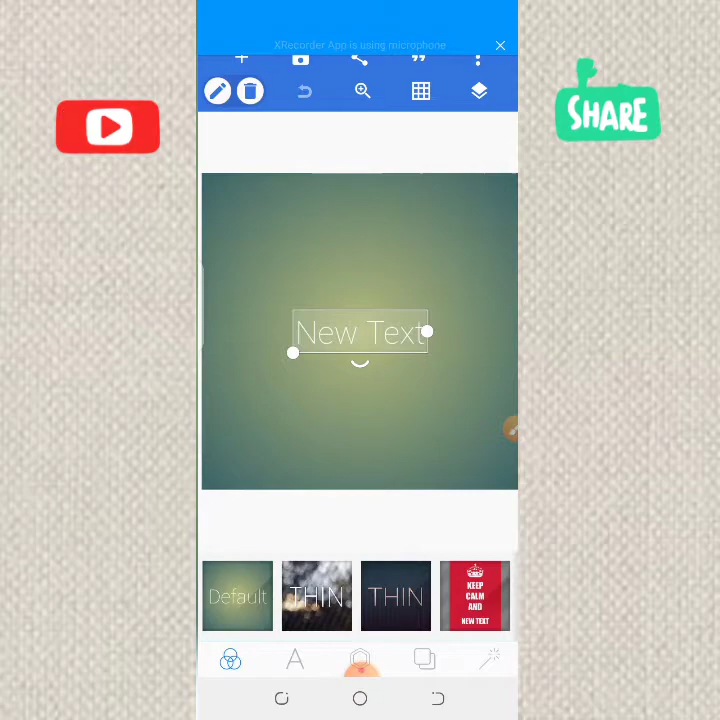 XRecorder App is using microphone
SHARE
New Text
Default
THIN
THIN
KEEP
CALM
AND
NEW TEXT
A